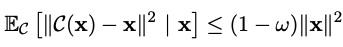 𝔼_𝒞 [‖𝒞(𝐱) − 𝐱‖² | 𝐱] ≤ (1 − ω)‖𝐱‖²